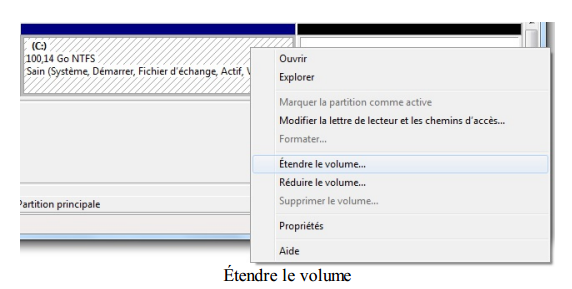 (C:)
100,14 Go NTFS
Sain (Système, Démarrer, Fichier d'échange, Actif,
Ouvrir
Explorer
Marquer la partition comme active
Modifier la lettre de lecteur et les chemins d'accès...
Formater...
Étendre le volume...
Réduire le volume...
Supprimer le volume...
Propriétés
Aide
Partition principale
Étendre le volume